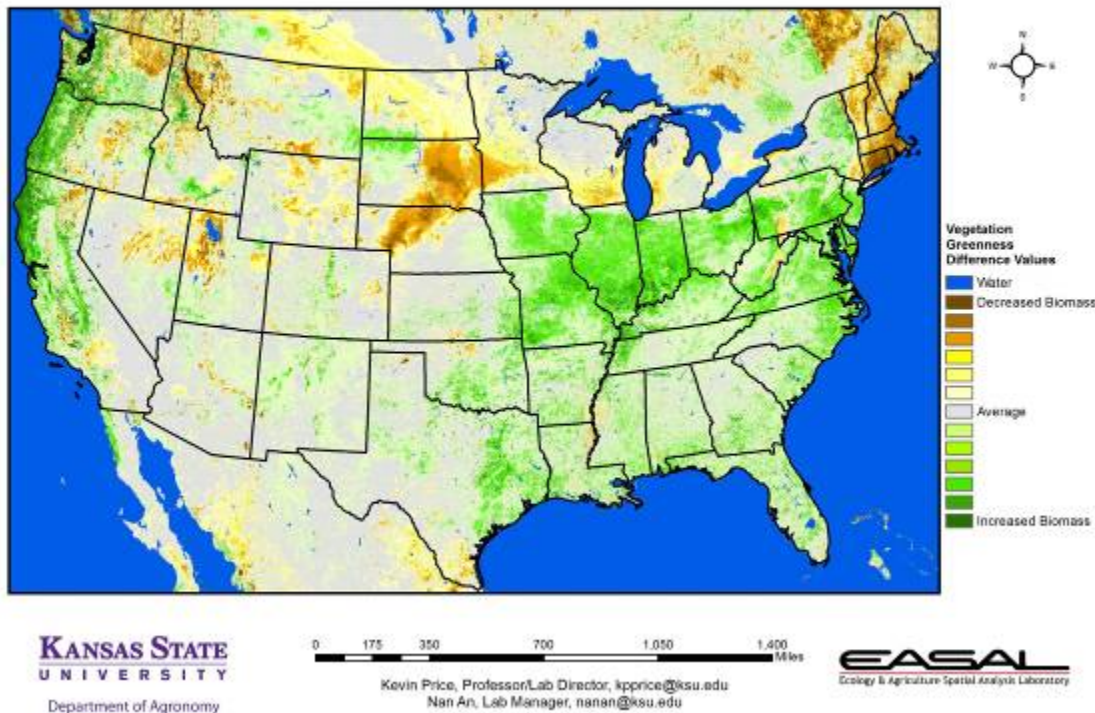 N
W
E
S
Vegetation
Greenness
Difference Values
Water
Decreased Biomass
Average
Increased Biomass
KANSAS STATE
UNIVERSITY
Department of Agronomy
0 175 350 700 1,050 1,400
Miles
Kevin Price, Professor/Lab Director, kpprice@ksu.edu
Nan An, Lab Manager, nanan@ksu.edu
EASAL
Ecology & Agriculture Spatial Analysis Laboratory